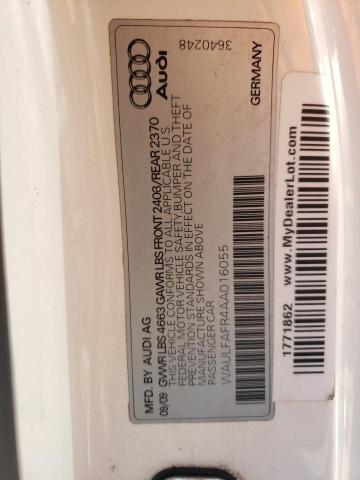 3640248
Audi
GERMANY
MFD. BY AUDI AG
09/09 GVWR LBS 4663 GAWR LBS FRONT 2403/REAR 2370
THIS VEHICLE CONFORMS TO ALL APPLICABLE U.S.
FEDERAL MOTOR VEHICLE SAFETY BUMPER AND THEFT
PREVENTION STANDARDS IN EFFECT ON THE DATE OF
MANUFACTURE SHOWN ABOVE
PASSENGER CAR
WAULFAFR4AA016055
www.MyDealerLot.com
1771862